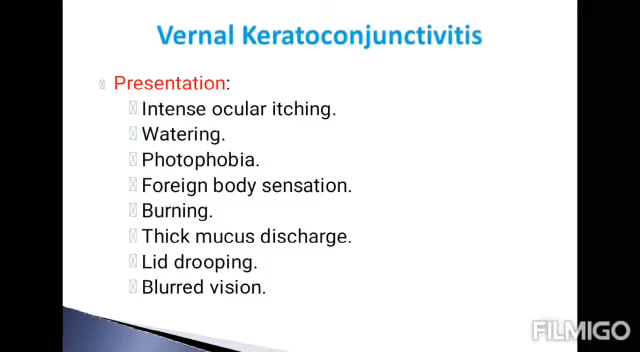 Vernal Keratoconjunctivitis
Presentation:
Intense ocular itching.
Watering.
Photophobia.
Foreign body sensation.
Burning.
Thick mucus discharge.
Lid drooping.
Blurred vision.
FILMIGO